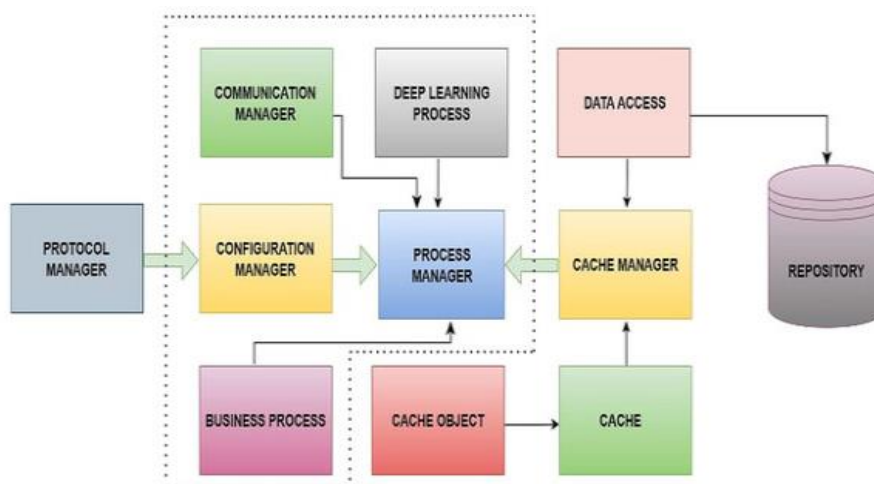 COMMUNICATION
MANAGER
DEEP LEARNING
PROCESS
DATA ACCESS
PROTOCOL
MANAGER
CONFIGURATION
MANAGER
PROCESS
MANAGER
CACHE MANAGER
REPOSITORY
BUSINESS PROCESS
CACHE OBJECT
CACHE